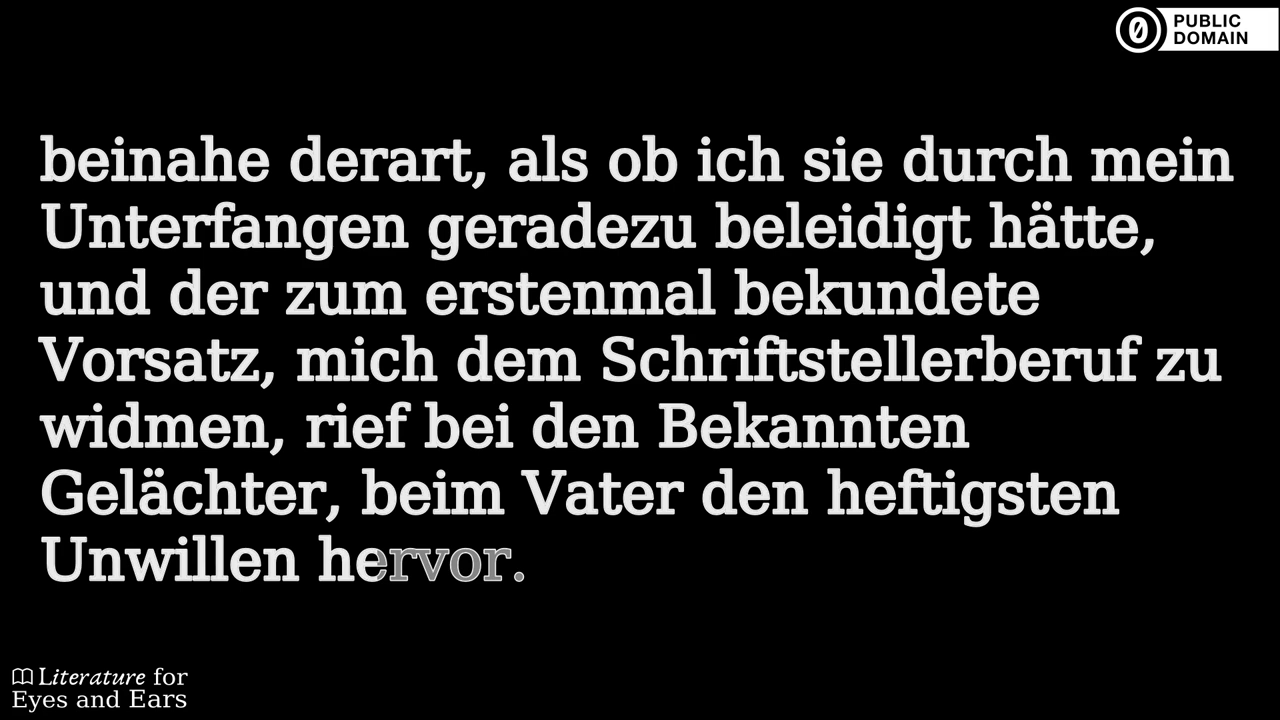 PUBLIC
DOMAIN
beinahe derart, als ob ich sie durch mein
Unterfangen geradezu beleidigt hätte,
und der zum erstenmal bekundete
Vorsatz, mich dem Schriftstellerberuf zu
widmen, rief bei den Bekannten
Gelächter, beim Vater den heftigsten
Unwillen hervor.
Literature for
Eyes and Ears